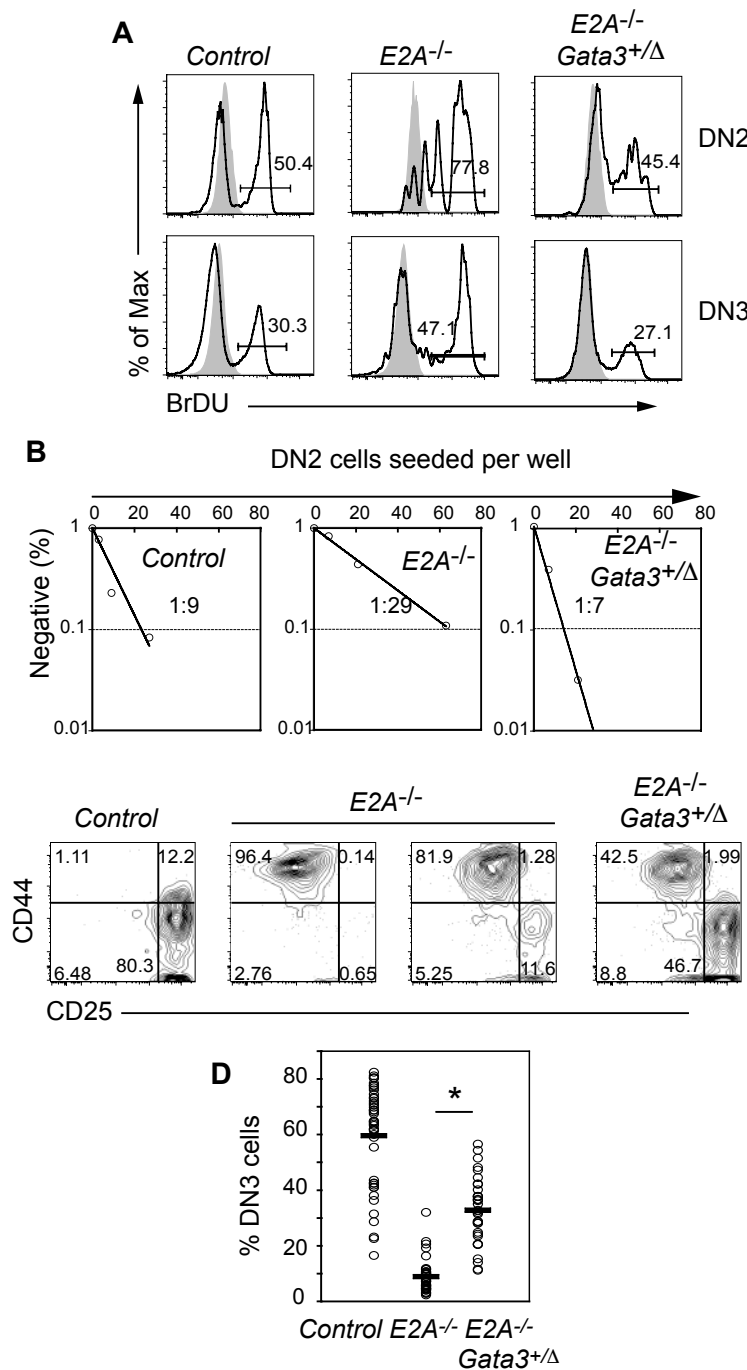 A
Control
E2A-/-
E2A-/-
Gata3+/Δ
50.4
77.8
45.4
DN2
30.3
47.1
27.1
DN3
% of Max
BrDU
B
DN2 cells seeded per well
0 20 40 60 80
0 20 40 60 80
0 20 40 60 80
1
0.1
0.01
1
0.1
0.01
1
0.1
0.01
Negative (%)
Control
1:9
E2A-/-
1:29
E2A-/-
Gata3+/Δ
1:7
Control
E2A-/-
E2A-/-
Gata3+/Δ
1.11 12.2
6.48 80.3
96.4 0.14
2.76 0.65
81.9 1.28
5.25 11.6
42.5 1.99
8.8 46.7
CD44
CD25
D
% DN3 cells
80
60
40
20
0
*
Control E2A-/- E2A-/-
Gata3+/Δ